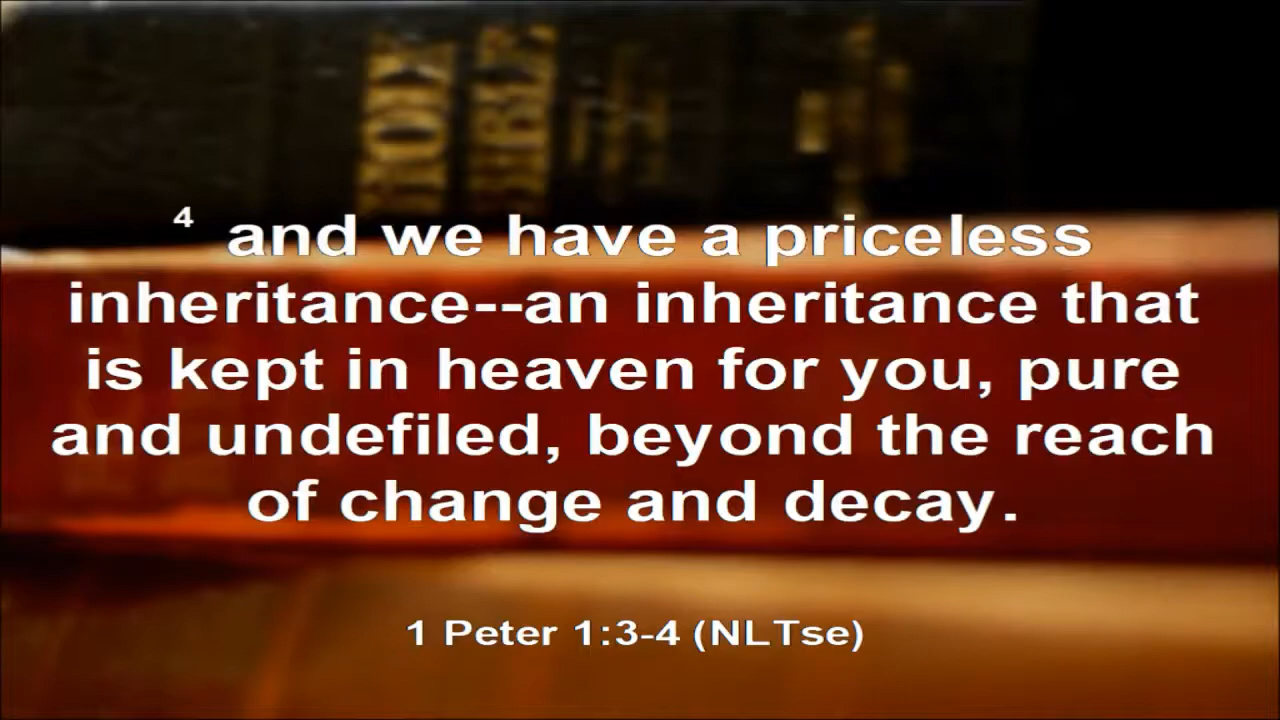 4 and we have a priceless
inheritance--an inheritance that
is kept in heaven for you, pure
and undefiled, beyond the reach
of change and decay.
1 Peter 1:3-4 (NLTse)